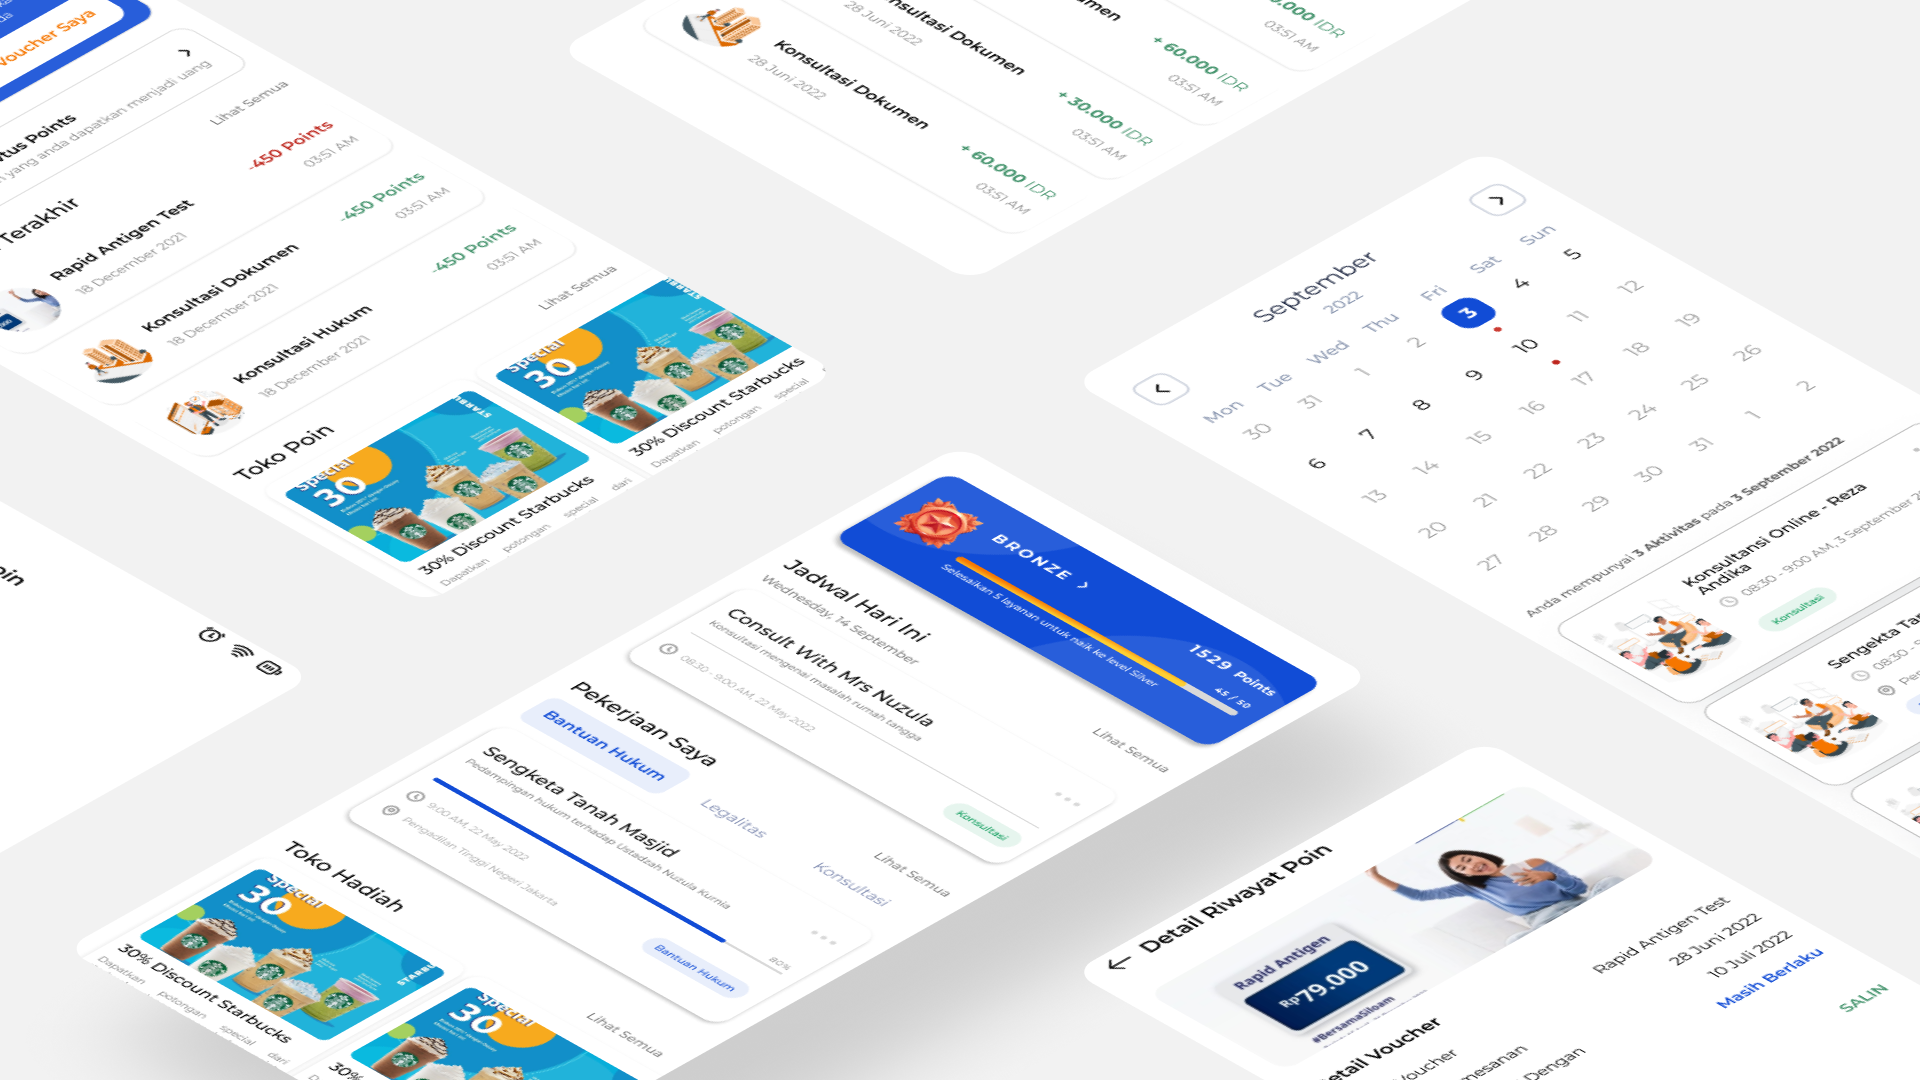 Voucher Saya
tus Points
yang anda dapatkan menjadi uang
Terakhir
Lihat Semua
Rapid Antigen Test
-450 Points
18 December 2021
03:51 AM
Konsultasi Dokumen
-450 Points
18 December 2021
03:51 AM
Konsultasi Hukum
-450 Points
18 December 2021
03:51 AM
Toko Poin
Lihat Semua
Special
30
30% Discount Starbucks
Dapatkan potongan special dari
Special
30
30% Discount Starbucks
Dapatkan potongan special
oin
28 Juni 2022
Konsultasi Dokumen
+ 60.000 IDR
03:51 AM
03:51 AM
Konsultasi Dokumen
+ 30.000 IDR
28 Juni 2022
03:51 AM
+ 60.000 IDR
03:51 AM
September
2022
Mon Tue Wed Thu Fri Sat Sun
30 31 1 2 3 4 5
6 7 8 9 10 11 12
13 14 15 16 17 18 19
20 21 22 23 24 25 26
27 28 29 30 31 1 2
Anda mempunyai 3 Aktivitas pada 3 September 2022
Konsultansi Online - Reza
Andika
08:30 - 9:00 AM, 3 September
Konsultasi
Sengekta Ta
08:30 -
BRONZE
1529 Points
45 / 50
Selesaikan 5 layanan untuk naik ke level Silver
Jadwal Hari Ini
Wednesday, 14 September
Lihat Semua
Consult With Mrs Nuzula
Konsultasi mengenai masalah rumah tangga
08:30 - 9:00 AM, 22 May 2022
Konsultasi
Pekerjaan Saya
Lihat Semua
Bantuan Hukum
Legalitas
Konsultasi
Sengketa Tanah Masjid
Pedampingan hukum terhadap Ustadzah Nuzula Kurnia
80%
9:00 AM, 22 May 2022
Pengadilan Tinggi Negeri Jakarta
Bantuan Hukum
Toko Hadiah
Lihat Semua
Special
30
30% Discount Starbucks
Dapatkan potongan special dari
Special
30
30%
Detail Riwayat Poin
Rapid Antigen
Rp79.000
#BersamaSiloam
etail Voucher
Voucher
Rapid Antigen Test
mesanan
28 Juni 2022
Dengan
10 Juli 2022
Masih Berlaku
SALIN